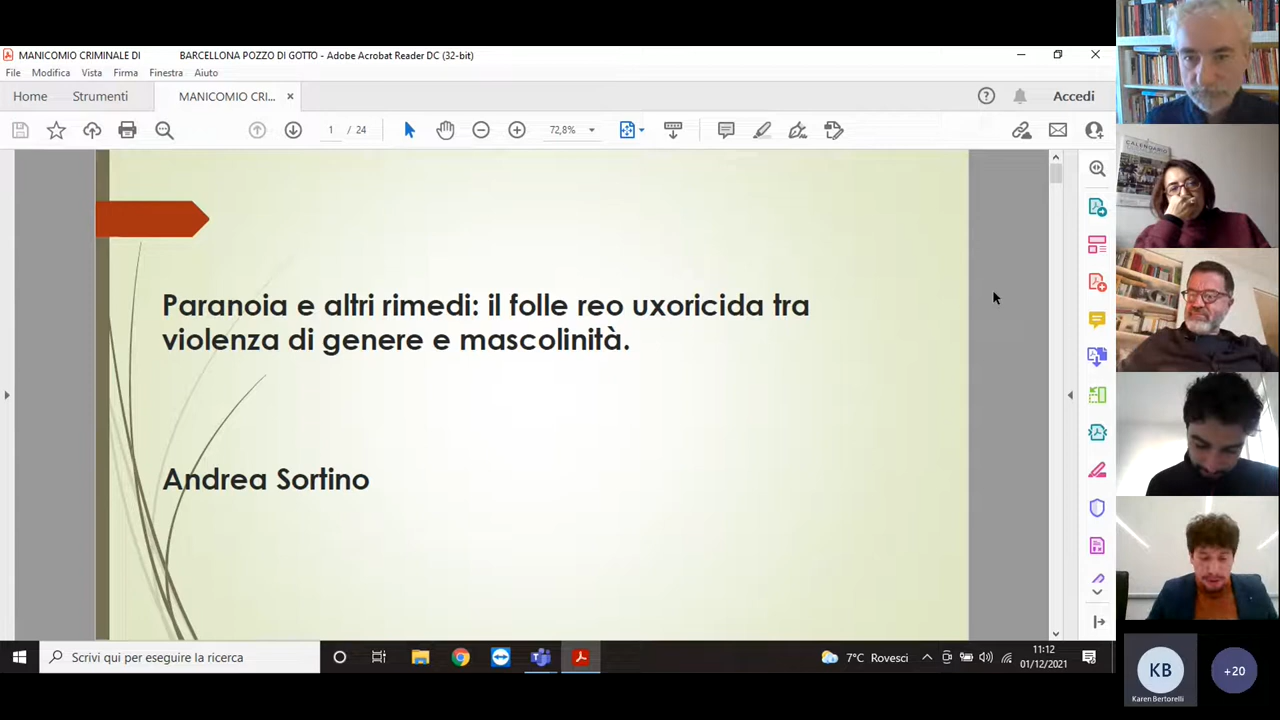 MANICOMIO CRIMINALE DI BARCELLONA POZZO DI GOTTO - Adobe Acrobat Reader DC (32-bit)
File Modifica Vista Firma Finestra Aiuto
Home Strumenti MANICOMIO CRI... Accedi
1 / 24 72,8%
Paranoia e altri rimedi: il folle reo uxoricida tra
violenza di genere e mascolinità.
Andrea Sortino
CALENDARIO
Scrivi qui per eseguire la ricerca
7°C Rovesci
11:12
01/12/2021
KB
Karen Bertorelli
+20